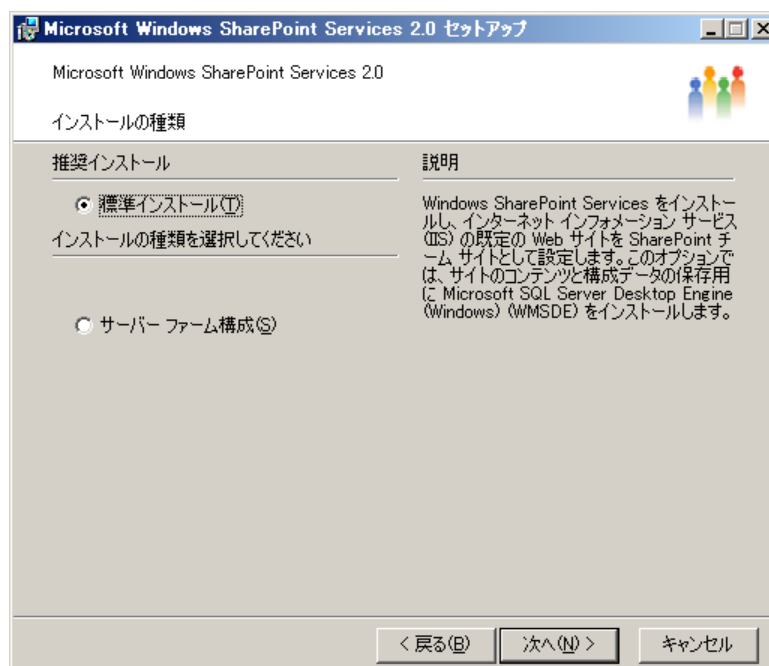 Microsoft Windows SharePoint Services 2.0 セットアップ
Microsoft Windows SharePoint Services 2.0
インストールの種類
推奨インストール
標準インストール(T)
インストールの種類を選択してください
サーバー ファーム構成(S)
説明
Windows SharePoint Services をインストー
ルし、インターネット インフォメーション サービス
(IIS) の既定の Web サイトを SharePoint チ
ーム サイトとして設定します。このオプションで
は、サイトのコンテンツと構成データの保存用
に Microsoft SQL Server Desktop Engine
(Windows) (WMSDE) をインストールします。
< 戻る(B)
次へ(N) >
キャンセル